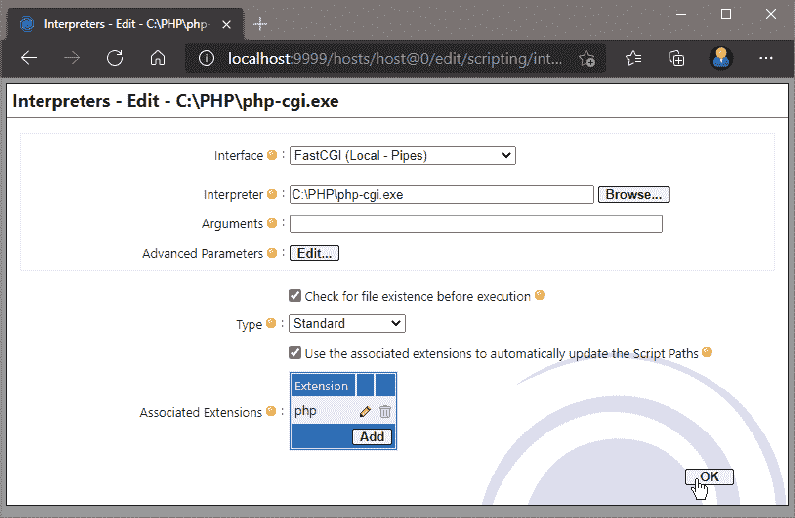 Interpreters - Edit - C:\PHP\php-
localhost:9999/hosts/host@0/edit/scripting/int...
Interpreters - Edit - C:\PHP\php-cgi.exe
Interface : FastCGI (Local - Pipes)
Interpreter : C:\PHP\php-cgi.exe Browse...
Arguments :
Advanced Parameters : Edit...
Check for file existence before execution
Type : Standard
Use the associated extensions to automatically update the Script Paths
Extension
Associated Extensions : php
Add
OK